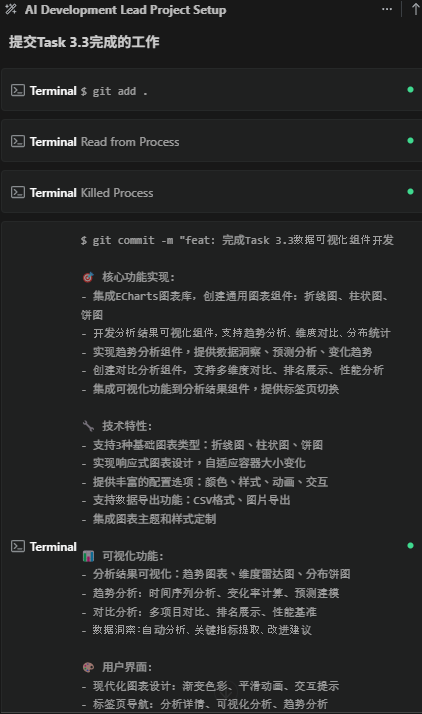 AI Development Lead Project Setup
提交Task 3.3完成的工作
Terminal $ git add .
Terminal Read from Process
Terminal Killed Process
$ git commit -m "feat: 完成Task 3.3数据可视化组件开发
🎯 核心功能实现:
- 集成ECharts图表库，创建通用图表组件：折线图、柱状图、
饼图
- 开发分析结果可视化组件，支持趋势分析、维度对比、分布统计
- 实现趋势分析组件，提供数据洞察、预测分析、变化趋势
- 创建对比分析组件，支持多维度对比、排名展示、性能分析
- 集成可视化功能到分析结果组件，提供标签页切换
🔧 技术特性:
- 支持3种基础图表类型：折线图、柱状图、饼图
- 实现响应式图表设计，自适应容器大小变化
- 提供丰富的配置选项：颜色、样式、动画、交互
- 支持数据导出功能：CSV格式、图片导出
- 集成图表主题和样式定制
Terminal
📊 可视化功能:
- 分析结果可视化：趋势图表、维度雷达图、分布饼图
- 趋势分析：时间序列分析、变化率计算、预测建模
- 对比分析：多项目对比、排名展示、性能基准
- 数据洞察：自动分析、关键指标提取、改进建议
🎨 用户界面:
- 现代化图表设计：渐变色彩、平滑动画、交互提示
- 标签页导航：分析详情、可视化分析、趋势分析